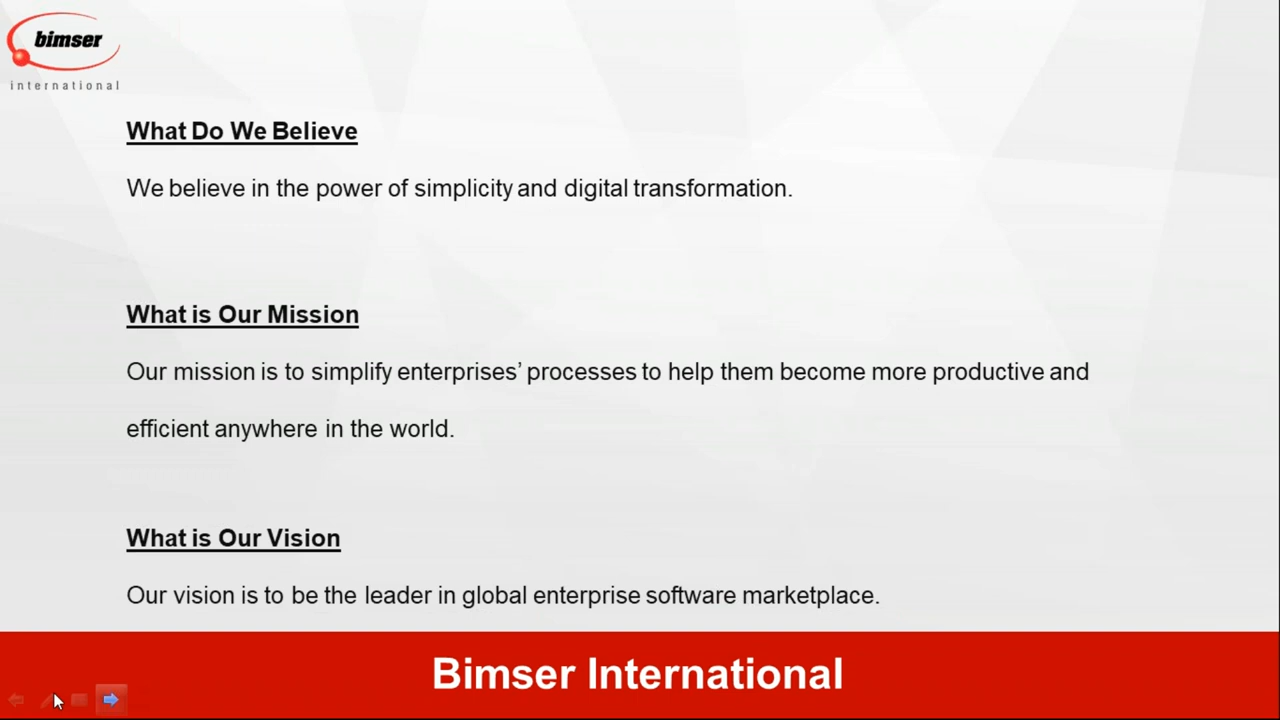 bimser
international
What Do We Believe
We believe in the power of simplicity and digital transformation.
What is Our Mission
Our mission is to simplify enterprises’ processes to help them become more productive and
efficient anywhere in the world.
What is Our Vision
Our vision is to be the leader in global enterprise software marketplace.
Bimser International